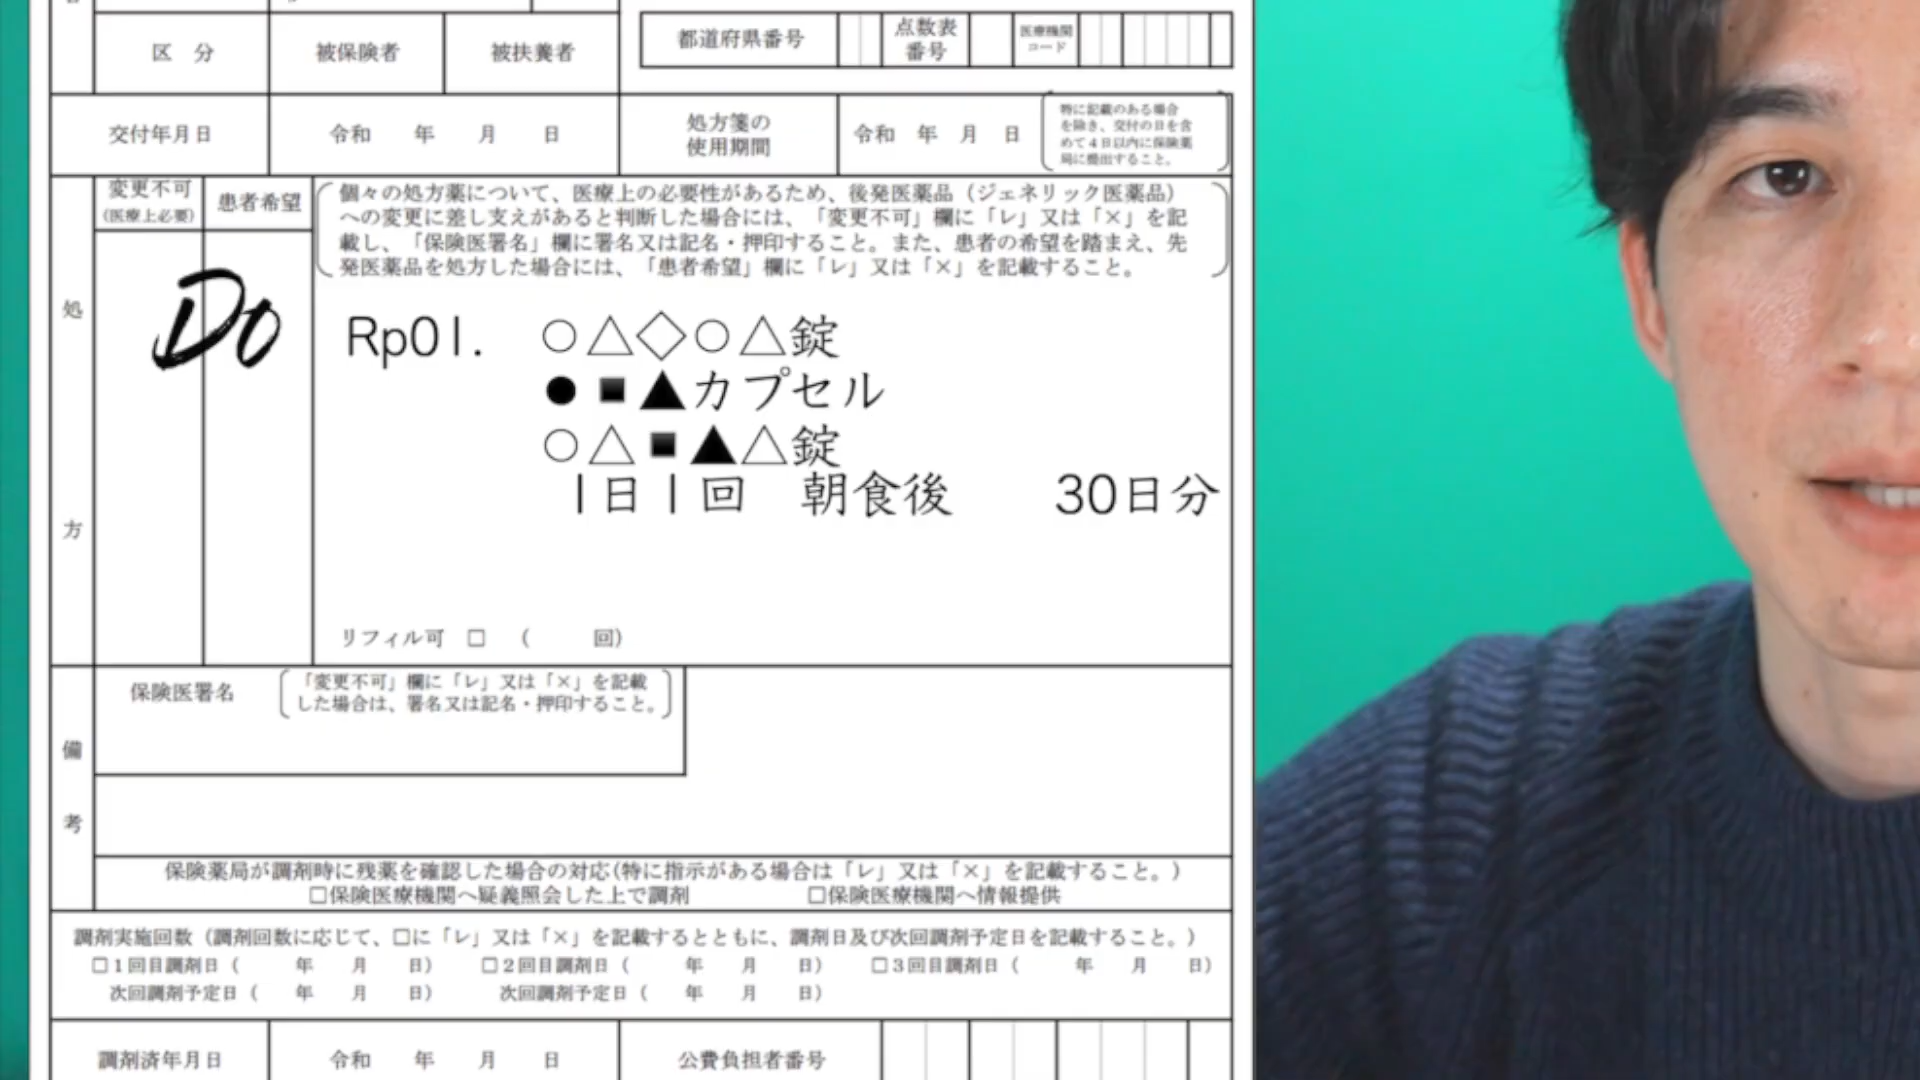 区 分 被保険者 被扶養者
都道府県番号 点数表番号 医療機関コード
交付年月日 令和 年 月 日
処方箋の使用期間 令和 年 月 日
特に記載のある場合
を除き、交付の日を含
めて4日以内に保険薬
局に提出すること。
処方
変更不可
(医療上必要)
患者希望
個々の処方薬について、医療上の必要性があるため、後発医薬品（ジェネリック医薬品）
への変更に差し支えがあると判断した場合には、「変更不可」欄に「レ」又は「×」を記
載し、「保険医署名」欄に署名又は記名・押印すること。また、患者の希望を踏まえ、先
発医薬品を処方した場合には、「患者希望」欄に「レ」又は「×」を記載すること。
Do
Rp01. ○△◇○△錠
●■▲カプセル
○△■▲△錠
1日1回 朝食後 30日分
リフィル可 □ （ 回）
備考
保険医署名
「変更不可」欄に「レ」又は「×」を記載
した場合は、署名又は記名・押印すること。
保険薬局が調剤時に残薬を確認した場合の対応(特に指示がある場合は「レ」又は「×」を記載すること。)
□保険医療機関へ疑義照会した上で調剤 □保険医療機関へ情報提供
調剤実施回数（調剤回数に応じて、□に「レ」又は「×」を記載するとともに、調剤日及び次回調剤予定日を記載すること。）
□1回目調剤日（ 年 月 日） □2回目調剤日（ 年 月 日） □3回目調剤日（ 年 月 日）
次回調剤予定日（ 年 月 日） 次回調剤予定日（ 年 月 日）
調剤済年月日 令和 年 月 日 公費負担者番号